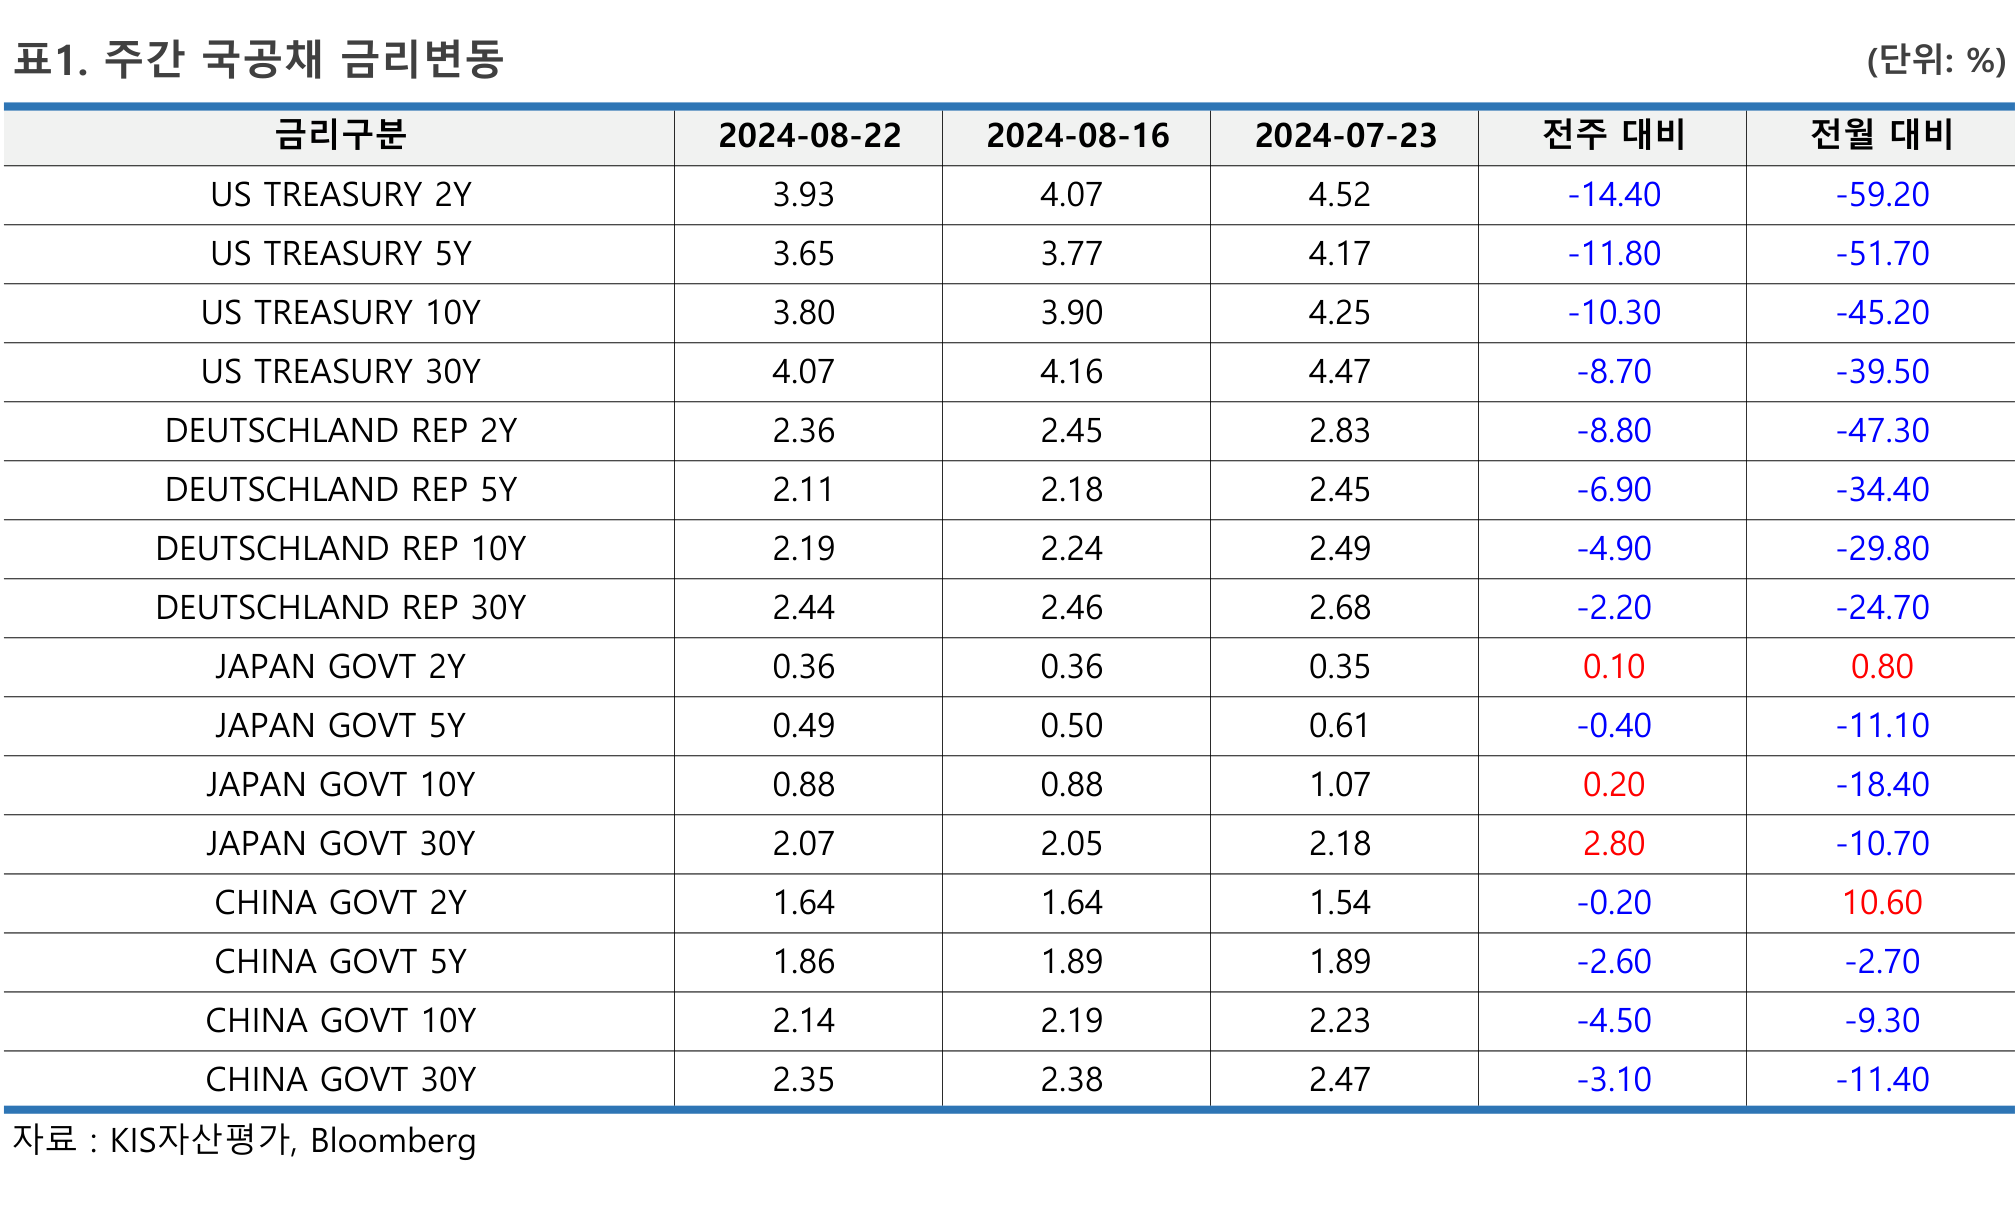 표1. 주간 국공채 금리변동 (단위: %)
금리구분 2024-08-22 2024-08-16 2024-07-23 전주 대비 전월 대비
US TREASURY 2Y 3.93 4.07 4.52 -14.40 -59.20
US TREASURY 5Y 3.65 3.77 4.17 -11.80 -51.70
US TREASURY 10Y 3.80 3.90 4.25 -10.30 -45.20
US TREASURY 30Y 4.07 4.16 4.47 -8.70 -39.50
DEUTSCHLAND REP 2Y 2.36 2.45 2.83 -8.80 -47.30
DEUTSCHLAND REP 5Y 2.11 2.18 2.45 -6.90 -34.40
DEUTSCHLAND REP 10Y 2.19 2.24 2.49 -4.90 -29.80
DEUTSCHLAND REP 30Y 2.44 2.46 2.68 -2.20 -24.70
JAPAN GOVT 2Y 0.36 0.36 0.35 0.10 0.80
JAPAN GOVT 5Y 0.49 0.50 0.61 -0.40 -11.10
JAPAN GOVT 10Y 0.88 0.88 1.07 0.20 -18.40
JAPAN GOVT 30Y 2.07 2.05 2.18 2.80 -10.70
CHINA GOVT 2Y 1.64 1.64 1.54 -0.20 10.60
CHINA GOVT 5Y 1.86 1.89 1.89 -2.60 -2.70
CHINA GOVT 10Y 2.14 2.19 2.23 -4.50 -9.30
CHINA GOVT 30Y 2.35 2.38 2.47 -3.10 -11.40
자료 : KIS자산평가, Bloomberg